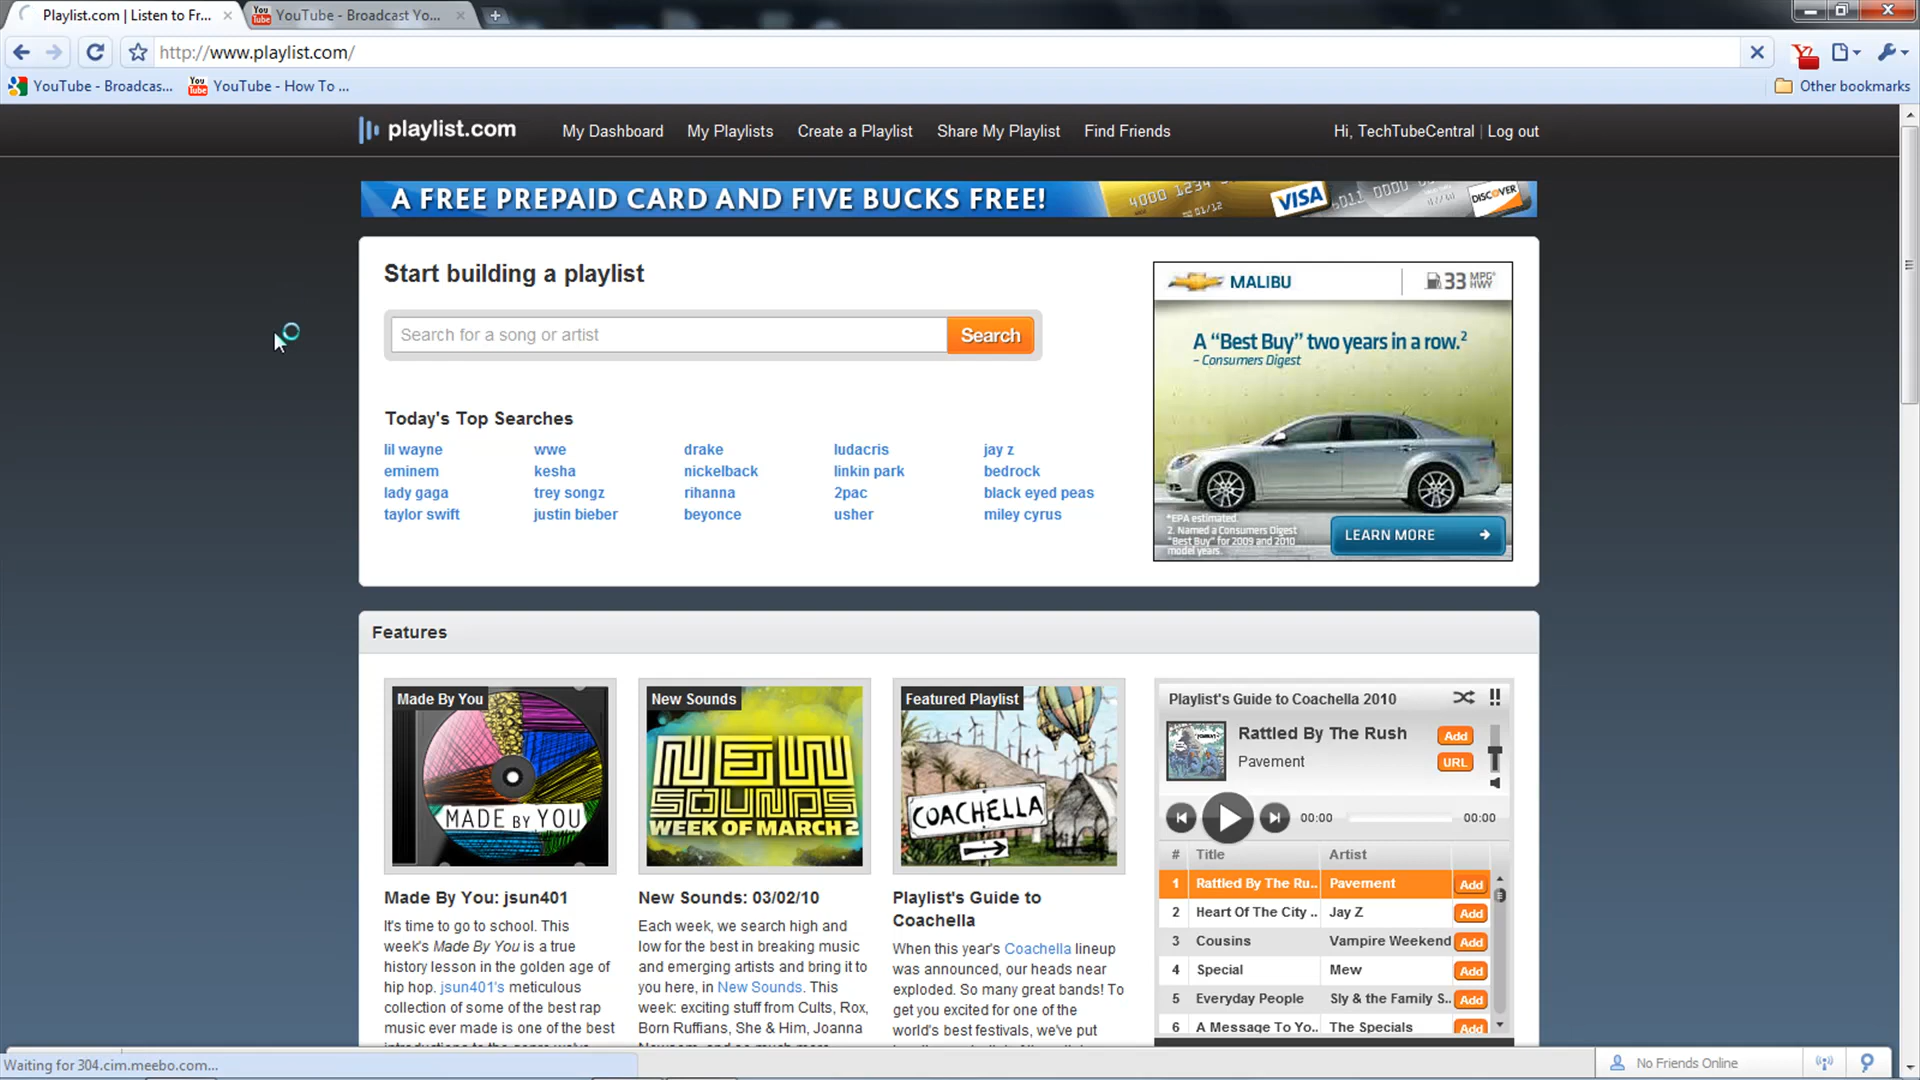 Playlist.com | Listen to Fr...
YouTube - Broadcast Yo...
http://www.playlist.com/
YouTube - Broadcas...
YouTube - How To ...
Other bookmarks
playlist.com
My Dashboard
My Playlists
Create a Playlist
Share My Playlist
Find Friends
Hi, TechTubeCentral | Log out
A FREE PREPAID CARD AND FIVE BUCKS FREE!
VISA
DISCOVER
Start building a playlist
Search for a song or artist
Search
MALIBU
33 MPG HWY
A “Best Buy” two years in a row.2
– Consumers Digest
*EPA estimated.
2. Named a Consumers Digest
"Best Buy" for 2009 and 2010
model years.
LEARN MORE
Today's Top Searches
lil wayne
wwe
drake
ludacris
jay z
eminem
kesha
nickelback
linkin park
bedrock
lady gaga
trey songz
rihanna
2pac
black eyed peas
taylor swift
justin bieber
beyonce
usher
miley cyrus
Features
Made By You
MADE BY YOU
New Sounds
NEW
SOUNDS
WEEK OF MARCH 2
Featured Playlist
COACHELLA
Made By You: jsun401
It's time to go to school. This
week's Made By You is a true
history lesson in the golden age of
hip hop. jsun401's meticulous
collection of some of the best rap
music ever made is one of the best
New Sounds: 03/02/10
Each week, we search high and
low for the best in breaking music
and emerging artists and bring it to
you here, in New Sounds. This
week: exciting stuff from Cults, Rox,
Born Ruffians, She & Him, Joanna
Playlist's Guide to
Coachella
When this year's Coachella lineup
was announced, our heads near
exploded. So many great bands! To
get you excited for one of the
world's best festivals, we've put
Playlist's Guide to Coachella 2010
Rattled By The Rush
Add
Pavement
URL
00:00
00:00
# Title Artist
1 Rattled By The Ru.. Pavement Add
2 Heart Of The City .. Jay Z Add
3 Cousins Vampire Weekend Add
4 Special Mew Add
5 Everyday People Sly & the Family S.. Add
6 A Message To Yo.. The Specials Add
Waiting for 304.cim.meebo.com...
No Friends Online